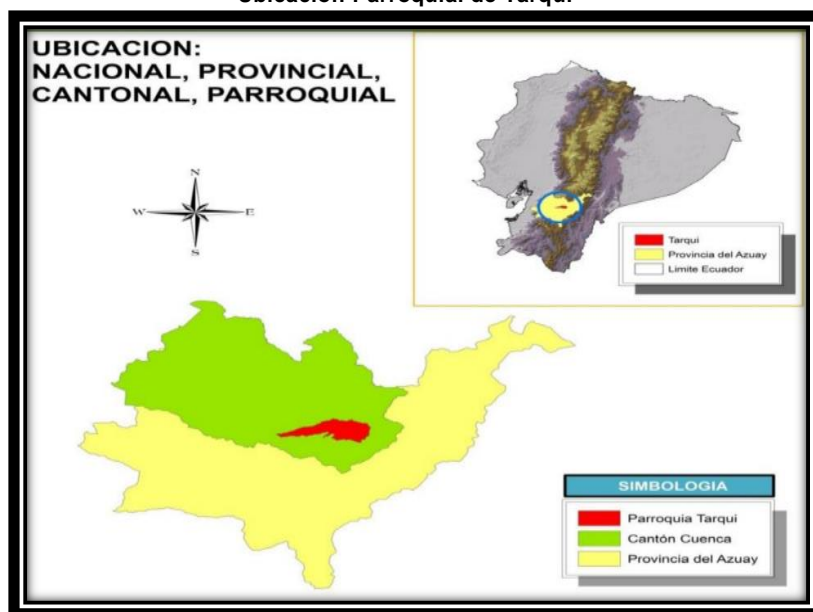 Ubicación Parroquial de Tarqui
UBICACION:
NACIONAL, PROVINCIAL,
CANTONAL, PARROQUIAL
N
W
E
S
Tarqui
Provincia del Azuay
Limite Ecuador
SIMBOLOGIA
Parroquia Tarqui
Cantón Cuenca
Provincia del Azuay